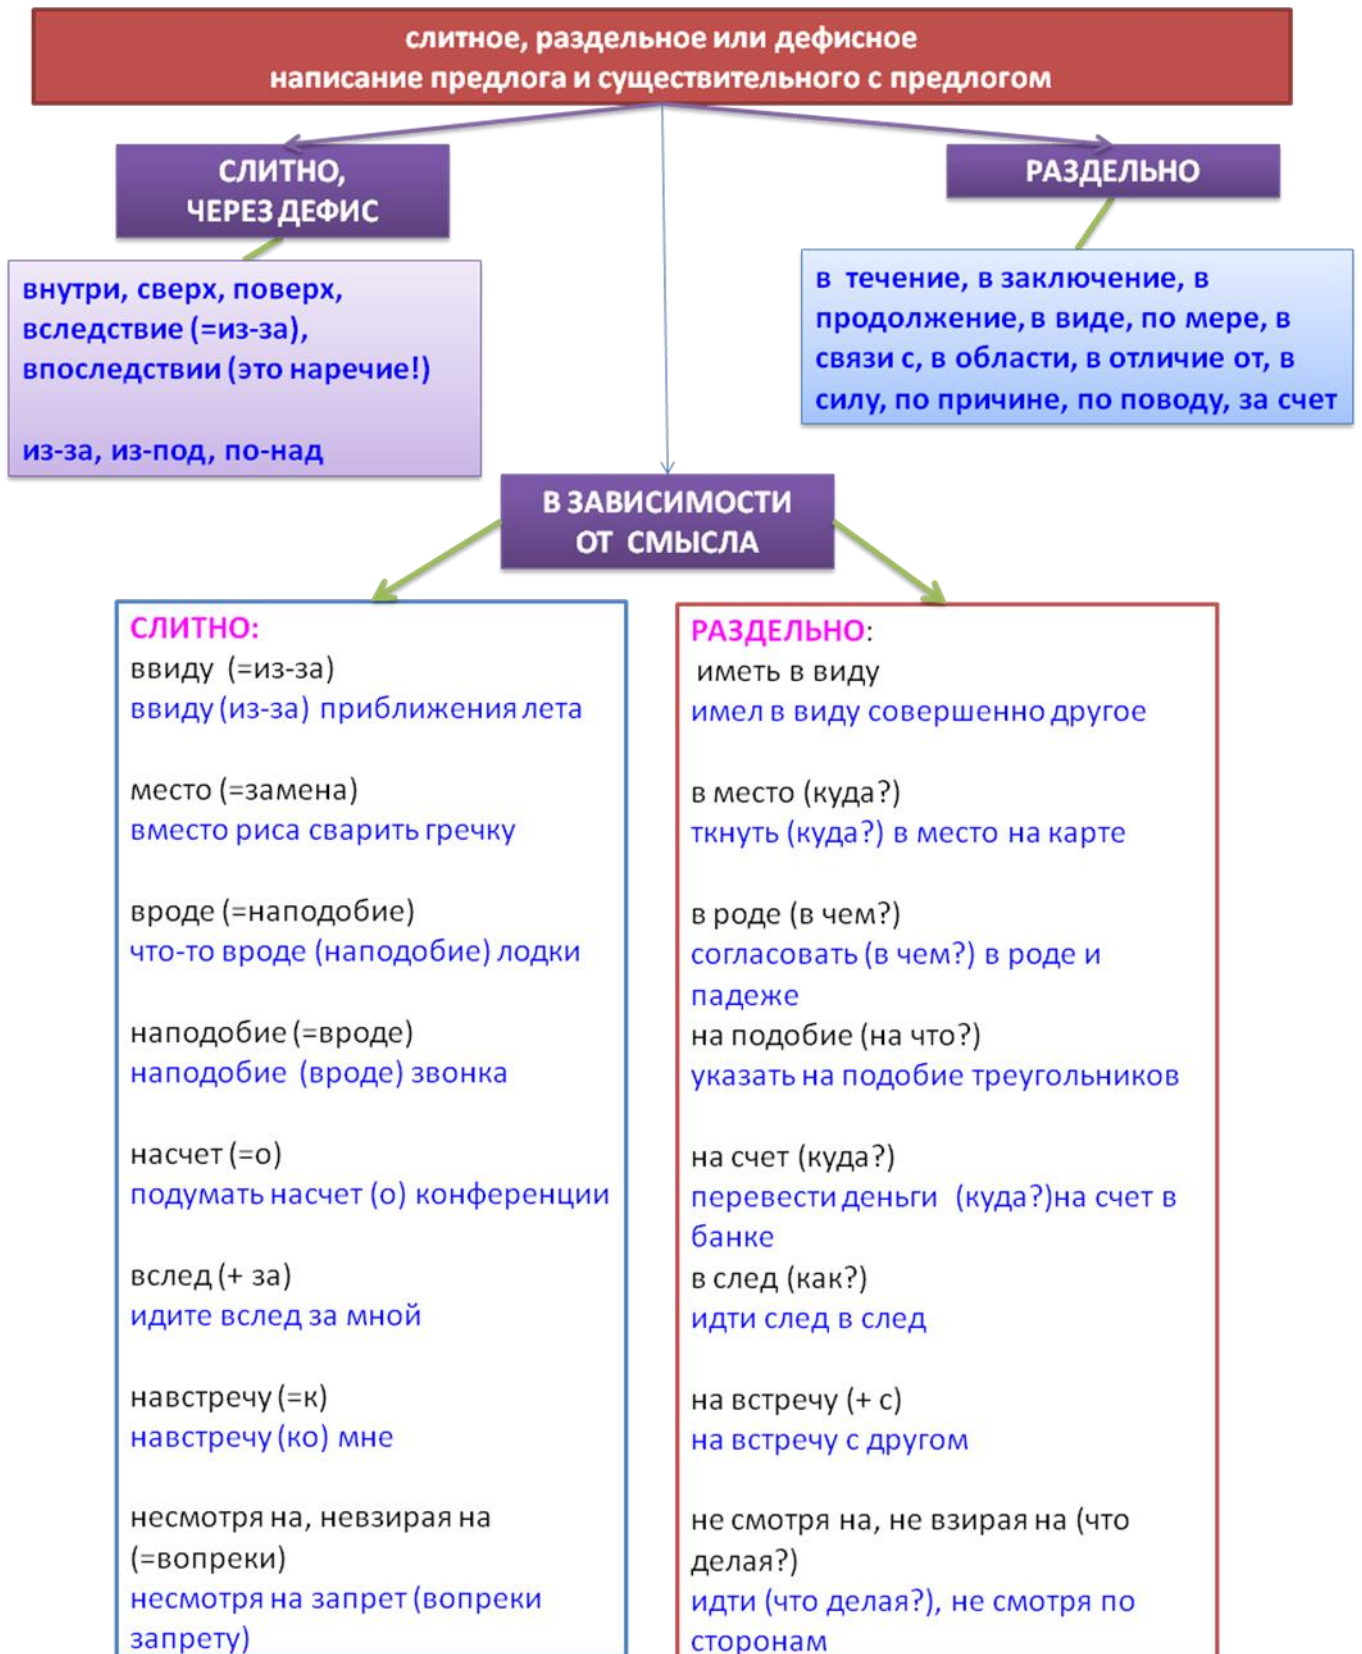 слитное, раздельное или дефисное
написание предлога и существительного с предлогом
СЛИТНО,
ЧЕРЕЗ ДЕФИС
РАЗДЕЛЬНО
внутри, сверх, поверх,
вследствие (=из-за),
впоследствии (это наречие!)
из-за, из-под, по-над
в течение, в заключение, в
продолжение, в виде, по мере, в
связи с, в области, в отличие от, в
силу, по причине, по поводу, за счет
В ЗАВИСИМОСТИ
ОТ СМЫСЛА
СЛИТНО:
ввиду (=из-за)
ввиду (из-за) приближения лета
место (=замена)
вместо риса сварить гречку
вроде (=наподобие)
что-то вроде (наподобие) лодки
наподобие (=вроде)
наподобие (вроде) звонка
насчет (=о)
подумать насчет (о) конференции
вслед (+ за)
идите вслед за мной
навстречу (=к)
навстречу (ко) мне
несмотря на, невзирая на
(=вопреки)
несмотря на запрет (вопреки
запрету)
РАЗДЕЛЬНО:
иметь в виду
имел в виду совершенно другое
в место (куда?)
ткнуть (куда?) в место на карте
в роде (в чем?)
согласовать (в чем?) в роде и
падеже
на подобие (на что?)
указать на подобие треугольников
на счет (куда?)
перевести деньги (куда?)на счет в
банке
в след (как?)
идти след в след
на встречу (+ с)
на встречу с другом
не смотря на, не взирая на (что
делая?)
идти (что делая?), не смотря по
сторонам